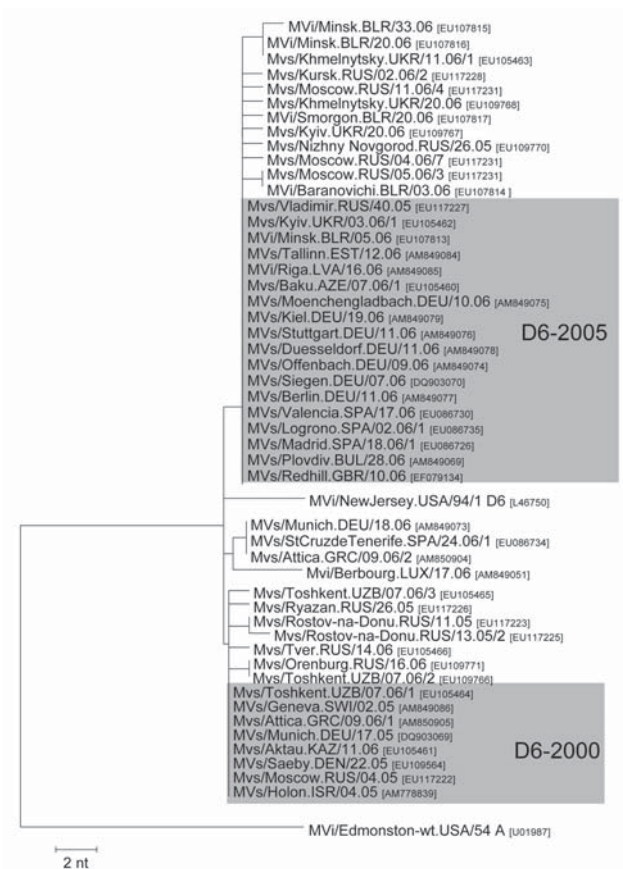 MVi/Minsk.BLR/33.06 [EU107815]
MVi/Minsk.BLR/20.06 [EU107816]
Mvs/Khmelnytsky.UKR/11.06/1 [EU105463]
Mvs/Kursk.RUS/02.06/2 [EU117228]
Mvs/Moscow.RUS/11.06/4 [EU117231]
Mvs/Khmelnytsky.UKR/20.06 [EU109768]
MVi/Smorgon.BLR/20.06 [EU107817]
Mvs/Kyiv.UKR/20.06 [EU109767]
Mvs/Nizhny Novgorod.RUS/26.05 [EU109770]
Mvs/Moscow.RUS/04.06/7 [EU117231]
Mvs/Moscow.RUS/05.06/3 [EU117231]
MVi/Baranovichi.BLR/03.06 [EU107814 ]
Mvs/Vladimir.RUS/40.05 [EU117227]
Mvs/Kyiv.UKR/03.06/1 [EU105462]
MVi/Minsk.BLR/05.06 [EU107813]
MVs/Tallinn.EST/12.06 [AM849084]
MVi/Riga.LVA/16.06 [AM849085]
Mvs/Baku.AZE/07.06/1 [EU105460]
MVs/Moenchengladbach.DEU/10.06 [AM849075]
MVs/Kiel.DEU/19.06 [AM849079]
MVs/Stuttgart.DEU/11.06 [AM849076]
D6-2005
MVs/Duesseldorf.DEU/11.06 [AM849078]
MVs/Offenbach.DEU/09.06 [AM849074]
MVs/Siegen.DEU/07.06 [DQ903070]
MVs/Berlin.DEU/11.06 [AM849077]
MVs/Valencia.SPA/17.06 [EU086730]
MVs/Logrono.SPA/02.06/1 [EU086735]
MVs/Madrid.SPA/18.06/1 [EU086726]
MVs/Plovdiv.BUL/28.06 [AM849069]
MVs/Redhill.GBR/10.06 [EF079134]
MVi/NewJersey.USA/94/1 D6 [L46750]
MVs/Munich.DEU/18.06 [AM849073]
MVs/StCruzdeTenerife.SPA/24.06/1 [EU086734]
MVs/Attica.GRC/09.06/2 [AM850904]
Mvi/Berbourg.LUX/17.06 [AM849051]
Mvs/Toshkent.UZB/07.06/3 [EU105465]
Mvs/Ryazan.RUS/26.05 [EU117226]
Mvs/Rostov-na-Donu.RUS/11.05 [EU117223]
Mvs/Rostov-na-Donu.RUS/13.05/2 [EU117225]
Mvs/Tver.RUS/14.06 [EU105466]
Mvs/Orenburg.RUS/16.06 [EU109771]
Mvs/Toshkent.UZB/07.06/2 [EU109766]
Mvs/Toshkent.UZB/07.06/1 [EU105464]
MVs/Geneva.SWI/02.05 [AM849086]
MVs/Attica.GRC/09.06/1 [AM850905]
MVs/Munich.DEU/17.05 [DQ903069]
Mvs/Aktau.KAZ/11.06 [EU105461]
D6-2000
MVs/Saeby.DEN/22.05 [EU109564]
Mvs/Moscow.RUS/04.05 [EU117222]
MVs/Holon.ISR/04.05 [AM778839]
MVi/Edmonston-wt.USA/54 A [U01987]
2 nt